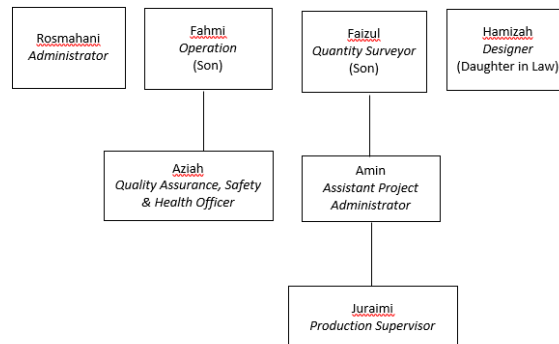 Rosmahani
Administrator
Fahmi
Operation
(Son)
Faizul
Quantity Surveyor
(Son)
Hamizah
Designer
(Daughter in Law)
Aziah
Quality Assurance, Safety
& Health Officer
Amin
Assistant Project
Administrator
Juraimi
Production Supervisor